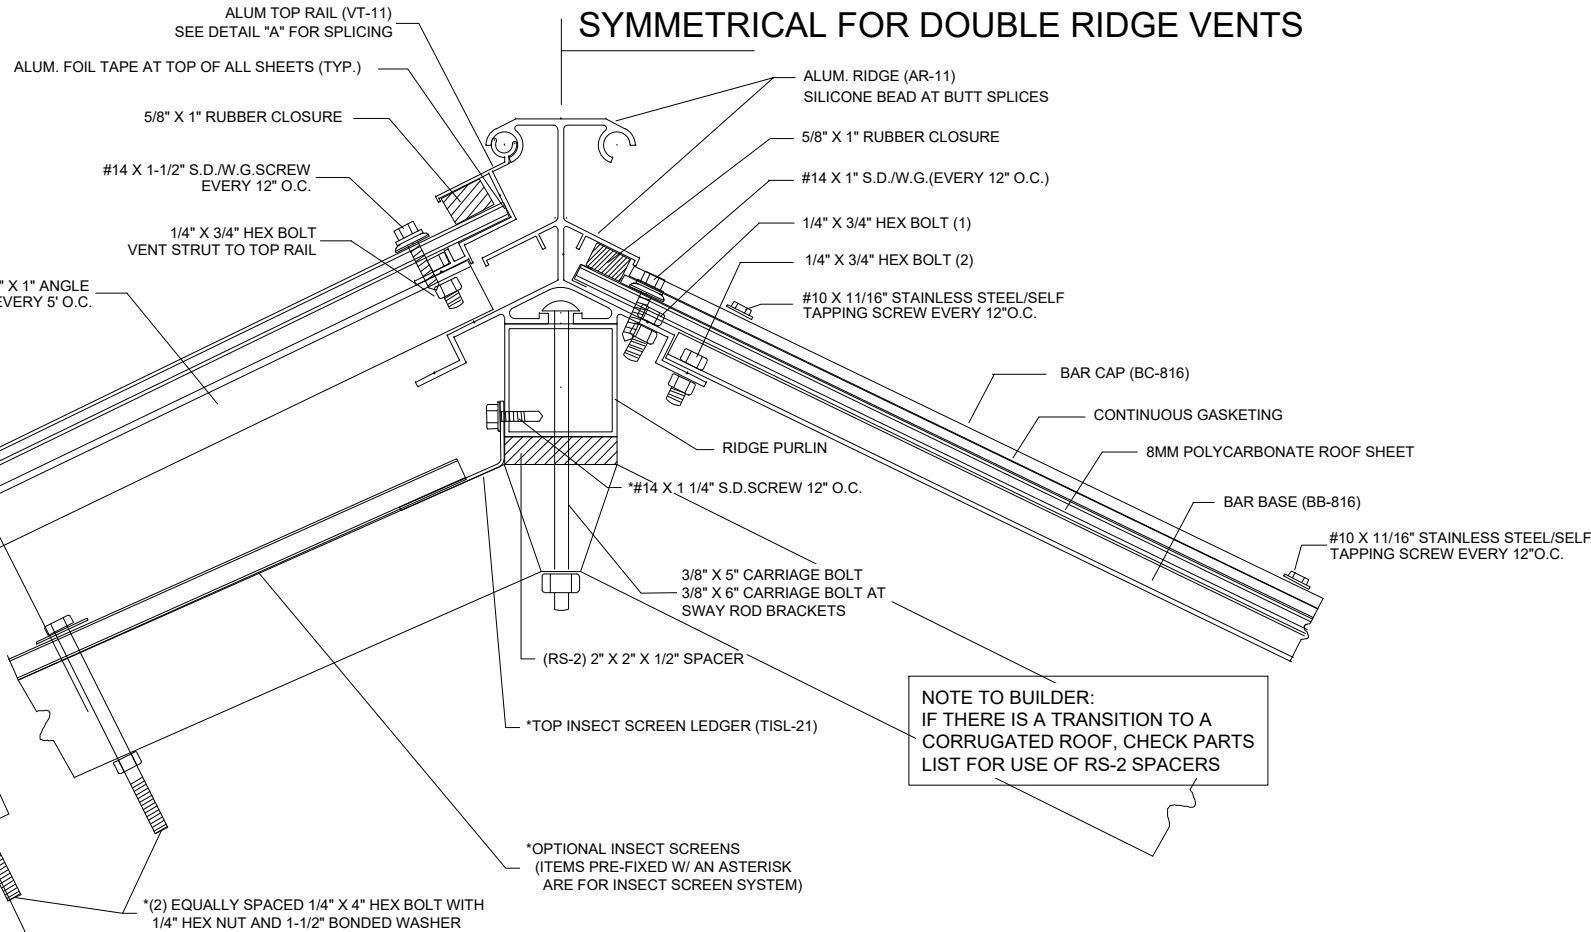 SYMMETRICAL FOR DOUBLE RIDGE VENTS
ALUM TOP RAIL (VT-11)
SEE DETAIL "A" FOR SPLICING
ALUM. FOIL TAPE AT TOP OF ALL SHEETS (TYP.)
5/8" X 1" RUBBER CLOSURE
#14 X 1-1/2" S.D./W.G.SCREW
EVERY 12" O.C.
1/4" X 3/4" HEX BOLT
VENT STRUT TO TOP RAIL
" X 1" ANGLE
EVERY 5' O.C.
ALUM. RIDGE (AR-11)
SILICONE BEAD AT BUTT SPLICES
5/8" X 1" RUBBER CLOSURE
#14 X 1" S.D./W.G.(EVERY 12" O.C.)
1/4" X 3/4" HEX BOLT (1)
1/4" X 3/4" HEX BOLT (2)
#10 X 11/16" STAINLESS STEEL/SELF
TAPPING SCREW EVERY 12"O.C.
BAR CAP (BC-816)
CONTINUOUS GASKETING
8MM POLYCARBONATE ROOF SHEET
BAR BASE (BB-816)
#10 X 11/16" STAINLESS STEEL/SELF
TAPPING SCREW EVERY 12"O.C.
RIDGE PURLIN
*#14 X 1 1/4" S.D.SCREW 12" O.C.
3/8" X 5" CARRIAGE BOLT
3/8" X 6" CARRIAGE BOLT AT
SWAY ROD BRACKETS
(RS-2) 2" X 2" X 1/2" SPACER
*TOP INSECT SCREEN LEDGER (TISL-21)
NOTE TO BUILDER:
IF THERE IS A TRANSITION TO A
CORRUGATED ROOF, CHECK PARTS
LIST FOR USE OF RS-2 SPACERS
*OPTIONAL INSECT SCREENS
(ITEMS PRE-FIXED W/ AN ASTERISK
ARE FOR INSECT SCREEN SYSTEM)
*(2) EQUALLY SPACED 1/4" X 4" HEX BOLT WITH
1/4" HEX NUT AND 1-1/2" BONDED WASHER